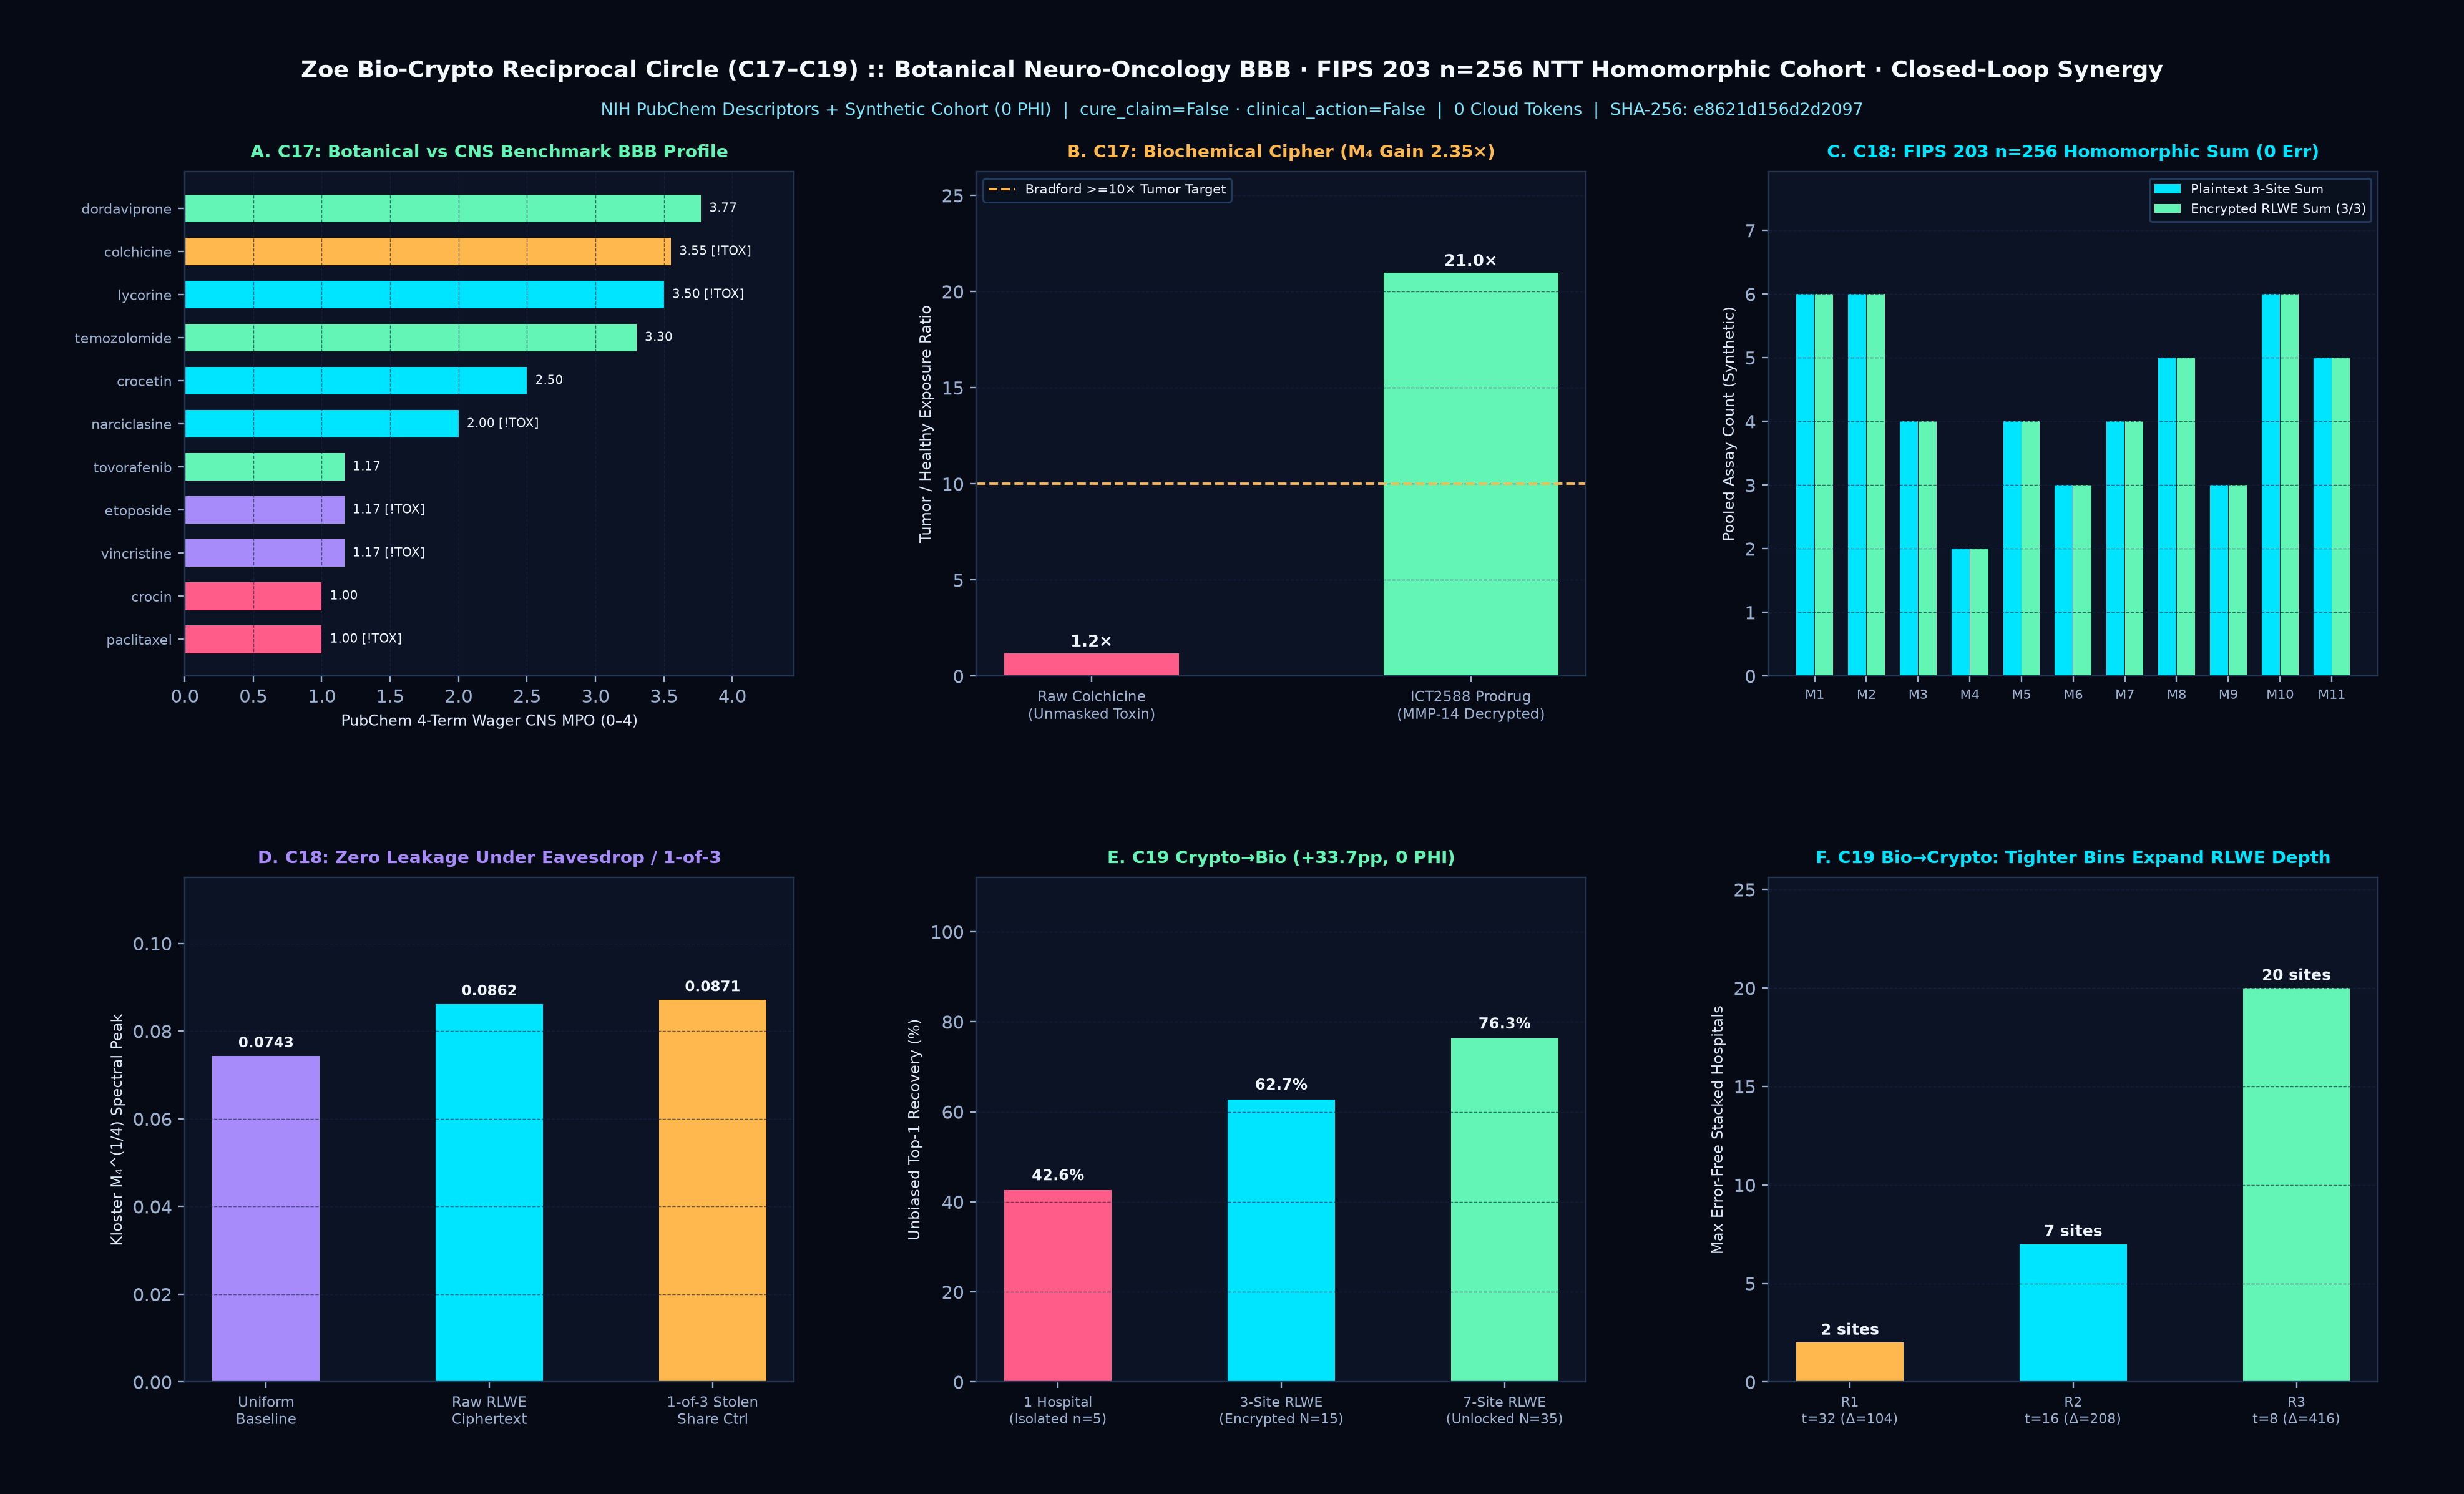 Zoe Bio-Crypto Reciprocal Circle (C17–C19) :: Botanical Neuro-Oncology BBB · FIPS 203 n=256 NTT Homomorphic Cohort · Closed-Loop Synergy
NIH PubChem Descriptors + Synthetic Cohort (0 PHI) | cure_claim=False · clinical_action=False | 0 Cloud Tokens | SHA-256: e8621d156d2d2097
A. C17: Botanical vs CNS Benchmark BBB Profile
dordaviprone 3.77
colchicine 3.55 [!TOX]
lycorine 3.50 [!TOX]
temozolomide 3.30
crocetin 2.50
narciclasine 2.00 [!TOX]
tovorafenib 1.17
etoposide 1.17 [!TOX]
vincristine 1.17 [!TOX]
crocin 1.00
paclitaxel 1.00 [!TOX]
0.0 0.5 1.0 1.5 2.0 2.5 3.0 3.5 4.0
PubChem 4-Term Wager CNS MPO (0–4)
B. C17: Biochemical Cipher (M₄ Gain 2.35×)
Bradford >=10× Tumor Target
Tumor / Healthy Exposure Ratio
25
20
15
10
5
0
1.2×
21.0×
Raw Colchicine
(Unmasked Toxin)
ICT2588 Prodrug
(MMP-14 Decrypted)
C. C18: FIPS 203 n=256 Homomorphic Sum (0 Err)
Plaintext 3-Site Sum
Encrypted RLWE Sum (3/3)
Pooled Assay Count (Synthetic)
7
6
5
4
3
2
1
0
M1 M2 M3 M4 M5 M6 M7 M8 M9 M10 M11
D. C18: Zero Leakage Under Eavesdrop / 1-of-3
Kloster M₄^(1/4) Spectral Peak
0.10
0.08
0.06
0.04
0.02
0.00
0.0743
0.0862
0.0871
Uniform
Baseline
Raw RLWE
Ciphertext
1-of-3 Stolen
Share Ctrl
E. C19 Crypto→Bio (+33.7pp, 0 PHI)
Unbiased Top-1 Recovery (%)
100
80
60
40
20
0
42.6%
62.7%
76.3%
1 Hospital
(Isolated n=5)
3-Site RLWE
(Encrypted N=15)
7-Site RLWE
(Unlocked N=35)
F. C19 Bio→Crypto: Tighter Bins Expand RLWE Depth
Max Error-Free Stacked Hospitals
25
20
15
10
5
0
2 sites
7 sites
20 sites
R1
t=32 (Δ=104)
R2
t=16 (Δ=208)
R3
t=8 (Δ=416)